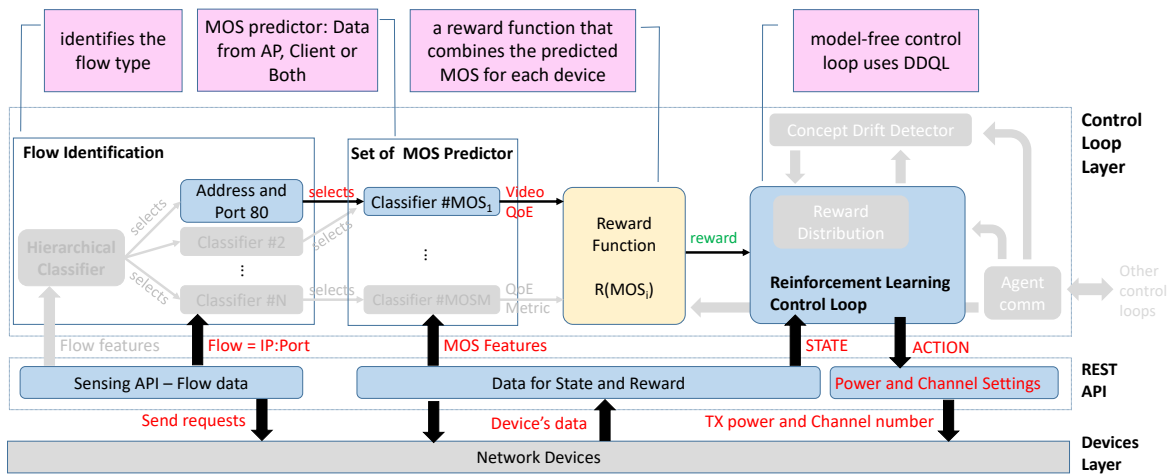 identifies the
flow type
MOS predictor: Data
from AP, Client or
Both
a reward function that
combines the predicted
MOS for each device
model-free control
loop uses DDQL
Control
Loop
Layer
Flow Identification
Set of MOS Predictor
Concept Drift Detector
Address and
Port 80
selects
Classifier #MOS1
Video
QoE
selects
Classifier #2
selects
Hierarchical
Classifier
...
...
selects
Classifier #N
selects
Classifier #MOSM
QoE
Metric
Reward
Function
R(MOSi)
reward
Reward
Distribution
Reinforcement Learning
Control Loop
Agent
comm
Other
control
loops
Flow features
Flow = IP:Port
MOS Features
STATE
ACTION
Sensing API – Flow data
Data for State and Reward
Power and Channel Settings
REST
API
Send requests
Device's data
TX power and Channel number
Network Devices
Devices
Layer